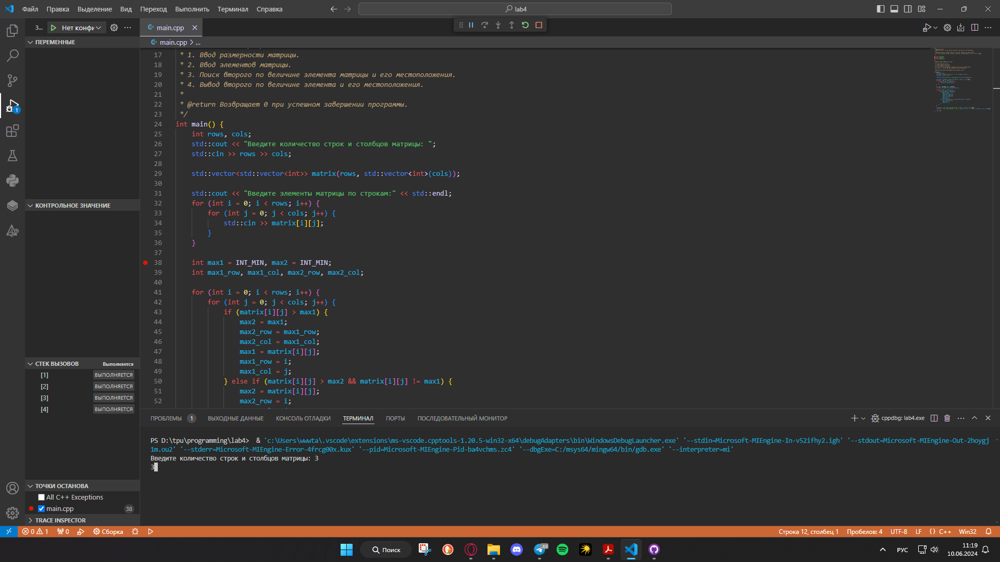 Файл Правка Выделение Вид Переход Выполнить Терминал Справка
lab4
З... Нет конфи
main.cpp
ПЕРЕМЕННЫЕ
main.cpp > ...
17 * 1. Ввод размерности матрицы.
18 * 2. Ввод элементов матрицы.
19 * 3. Поиск второго по величине элемента матрицы и его местоположения.
20 * 4. Вывод второго по величине элемента и его местоположения.
21 *
22 * @return Возвращает 0 при успешном завершении программы.
23 */
24 int main() {
25 int rows, cols;
26 std::cout << "Введите количество строк и столбцов матрицы: ";
27 std::cin >> rows >> cols;
28
29 std::vector<std::vector<int>> matrix(rows, std::vector<int>(cols));
30
31 std::cout << "Введите элементы матрицы по строкам:" << std::endl;
32 for (int i = 0; i < rows; i++) {
33 for (int j = 0; j < cols; j++) {
34 std::cin >> matrix[i][j];
35 }
36 }
37
38 int max1 = INT_MIN, max2 = INT_MIN;
39 int max1_row, max1_col, max2_row, max2_col;
40
41 for (int i = 0; i < rows; i++) {
42 for (int j = 0; j < cols; j++) {
43 if (matrix[i][j] > max1) {
44 max2 = max1;
45 max2_row = max1_row;
46 max2_col = max1_col;
47 max1 = matrix[i][j];
48 max1_row = i;
49 max1_col = j;
50 } else if (matrix[i][j] > max2 && matrix[i][j] != max1) {
51 max2 = matrix[i][j];
52 max2_row = i;
КОНТРОЛЬНОЕ ЗНАЧЕНИЕ
СТЕК ВЫЗОВОВ Выполняется
[1] ВЫПОЛНЯЕТСЯ
[2] ВЫПОЛНЯЕТСЯ
[3] ВЫПОЛНЯЕТСЯ
[4] ВЫПОЛНЯЕТСЯ
ТОЧКИ ОСТАНОВА
All C++ Exceptions
main.cpp 38
TRACE INSPECTOR
1
ПРОБЛЕМЫ 1 ВЫХОДНЫЕ ДАННЫЕ КОНСОЛЬ ОТЛАДКИ ТЕРМИНАЛ ПОРТЫ ПОСЛЕДОВАТЕЛЬНЫЙ МОНИТОР
cppdbg: lab4.exe
PS D:\tpu\programming\lab4> & 'c:\Users\wwwta\.vscode\extensions\ms-vscode.cpptools-1.20.5-win32-x64\debugAdapters\bin\WindowsDebugLauncher.exe' '--stdin=Microsoft-MIEngine-In-v52ifhy2.igh' '--stdout=Microsoft-MIEngine-Out-2hoygj
1m.ou2' '--stderr=Microsoft-MIEngine-Error-4frcg00x.kux' '--pid=Microsoft-MIEngine-Pid-ba4vchms.zc4' '--dbgExe=C:/msys64/mingw64/bin/gdb.exe' '--interpreter=mi'
Введите количество строк и столбцов матрицы: 3
3
0 1 0 Сборка
Строка 12, столбец 1 Пробелов: 4 UTF-8 LF {} C++ Win32
Поиск
69
РУС
11:19
10.06.2024